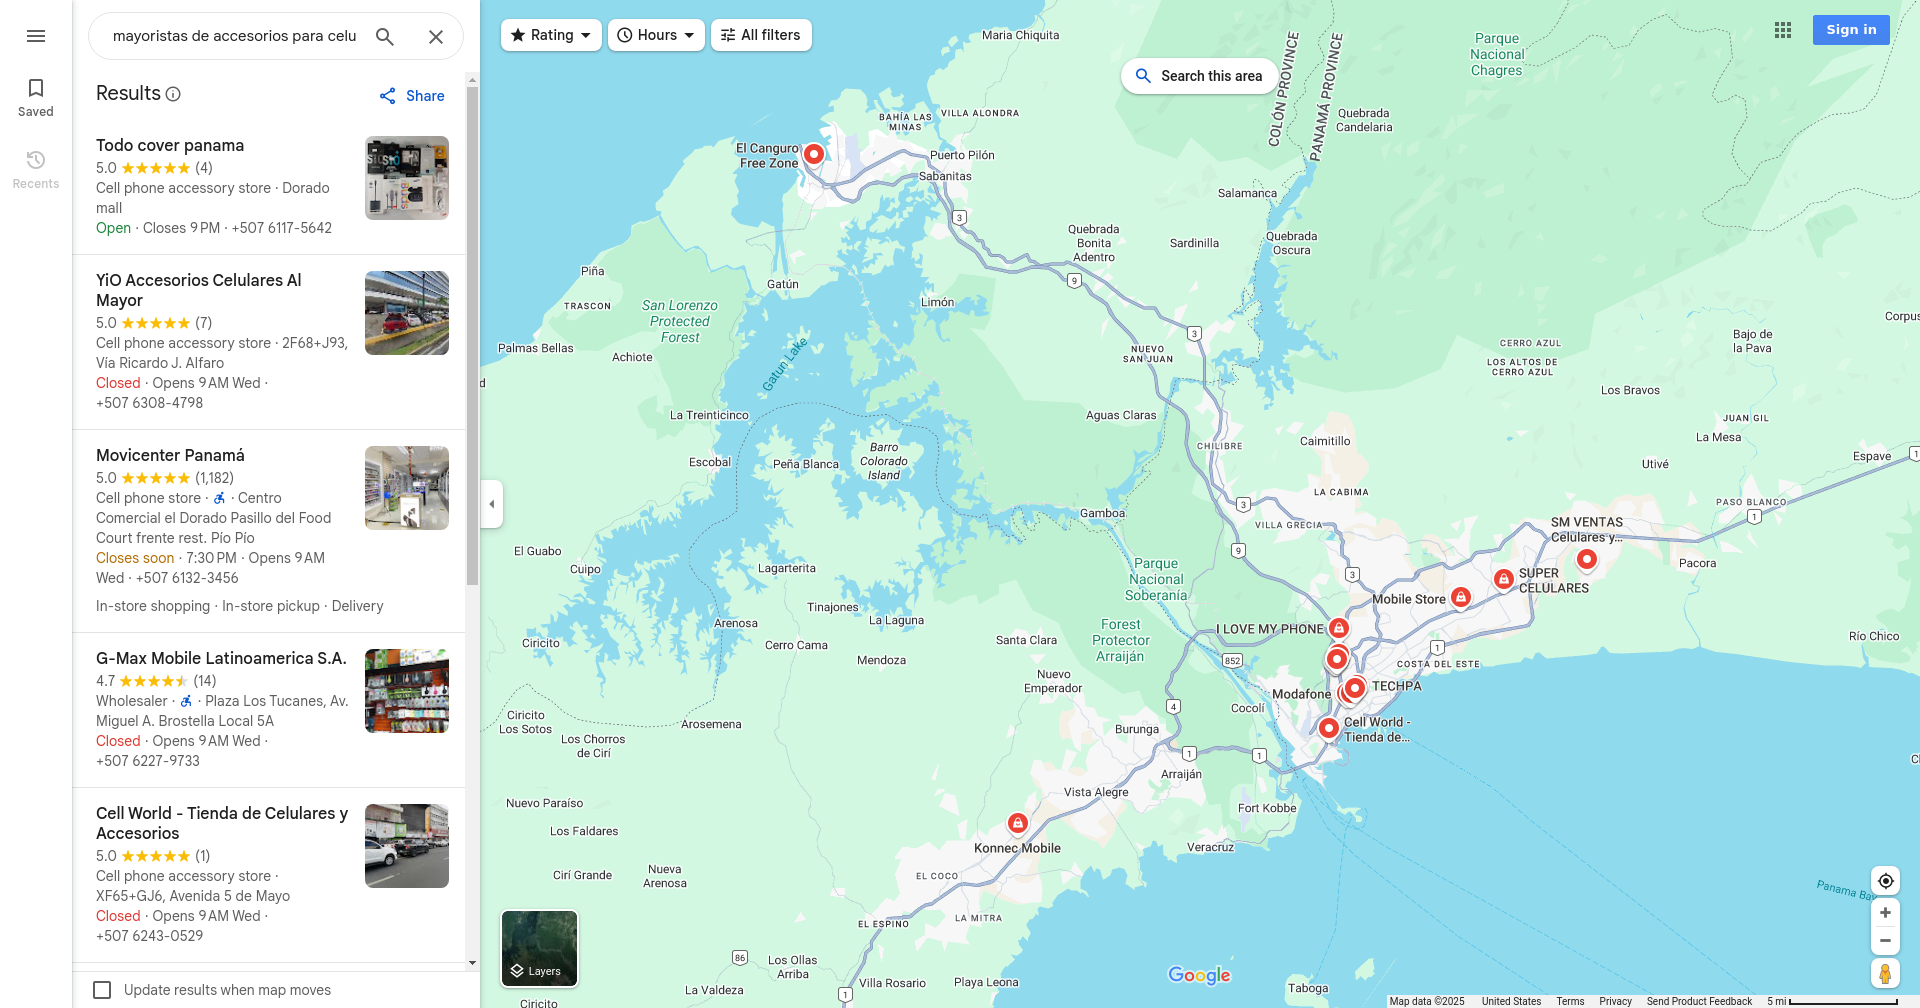 mayoristas de accesorios para celu
Saved
Recents
Results
Share
Todo cover panama
5.0 (4)
Cell phone accessory store · Dorado
mall
Open · Closes 9 PM · +507 6117-5642
YiO Accesorios Celulares Al
Mayor
5.0 (7)
Cell phone accessory store · 2F68+J93,
Vía Ricardo J. Alfaro
Closed · Opens 9 AM Wed ·
+507 6308-4798
Movicenter Panamá
5.0 (1,182)
Cell phone store · · Centro
Comercial el Dorado Pasillo del Food
Court frente rest. Pío Pío
Closes soon · 7:30 PM · Opens 9 AM
Wed · +507 6132-3456
In-store shopping · In-store pickup · Delivery
G-Max Mobile Latinoamerica S.A.
4.7 (14)
Wholesaler · · Plaza Los Tucanes, Av.
Miguel A. Brostella Local 5A
Closed · Opens 9 AM Wed ·
+507 6227-9733
Cell World - Tienda de Celulares y
Accesorios
5.0 (1)
Cell phone accessory store ·
XF65+GJ6, Avenida 5 de Mayo
Closed · Opens 9 AM Wed ·
+507 6243-0529
Update results when map moves
Rating
Hours
All filters
Search this area
Sign in
Maria Chiquita
COLÓN PROVINCE
PANAMÁ PROVINCE
Parque
Nacional
Chagres
Quebrada
Candelaria
BAHÍA LAS
MINAS
VILLA ALONDRA
El Canguro
Free Zone
Puerto Pilón
Sabanitas
Salamanca
3
Quebrada
Bonita
Adentro
Sardinilla
Quebrada
Oscura
Piña
9
Gatún
TRASCON
San Lorenzo
Protected
Forest
Limón
Corpus
3
Palmas Bellas
Achiote
Gatun Lake
NUEVO
SAN JUAN
CERRO AZUL
LOS ALTOS DE
CERRO AZUL
Bajo de
la Pava
d
Los Bravos
La Treinticinco
Aguas Claras
JUAN GIL
La Mesa
Barro
Colorado
Island
CHILIBRE
Caimitillo
Escobal
Peña Blanca
Utivé
Espave
1
LA CABIMA
PASO BLANCO
1
3
Gamboa
VILLA GRECIA
SM VENTAS
Celulares y...
El Guabo
9
Cuipo
Lagarterita
Parque
Nacional
Soberanía
3
SUPER
CELULARES
Pacora
Mobile Store
Tinajones
La Laguna
Arenosa
I LOVE MY PHONE
Ciricito
Cerro Cama
Santa Clara
Forest
Protector
Arraiján
Río Chico
1
Mendoza
852
COSTA DEL ESTE
Nuevo
Emperador
Modafone
TECHPA
Ciricito
Los Sotos
Arosemena
4
Cocolí
Cell World -
Tienda de...
Los Chorros
de Cirí
Burunga
1
1
Arraiján
Nuevo Paraíso
Vista Alegre
Fort Kobbe
Los Faldares
Konnec Mobile
Veracruz
Cirí Grande
Nueva
Arenosa
EL COCO
Panama Bay
EL ESPINO
LA MITRA
86
Los Ollas
Arriba
Layers
Villa Rosario
Playa Leona
Google
La Valdeza
1
Taboga
Ciricito
Map data ©2025 United States Terms Privacy Send Product Feedback 5 mi